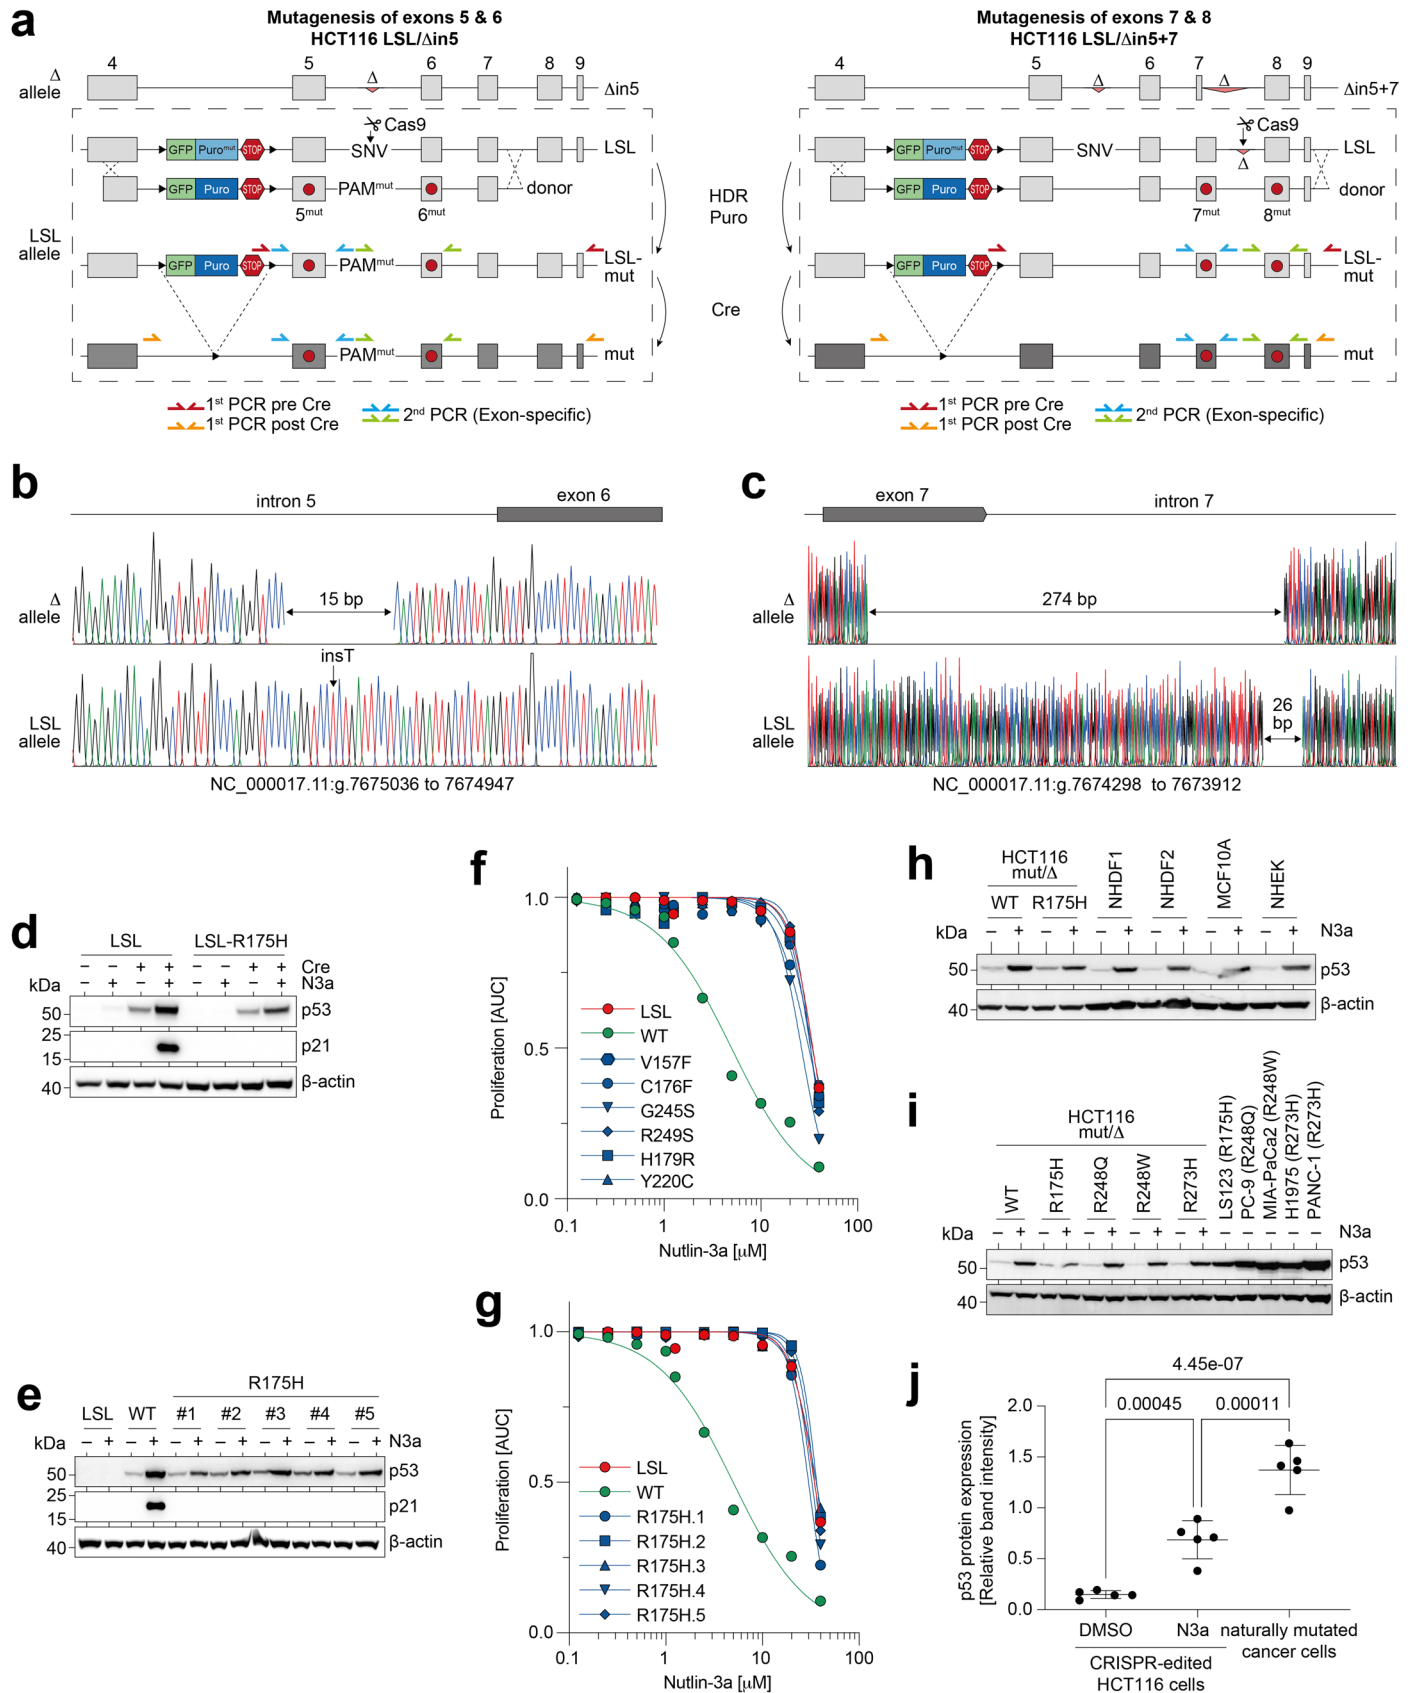 a
Mutagenesis of exons 5 & 6
HCT116 LSL/Δin5
Δ allele
4 5 Δ 6 7 8 9 Δin5
LSL allele
GFP Puroᵐᵘᵗ STOP Cas9 SNV LSL
GFP Puro STOP PAMᵐᵘᵗ donor
5ᵐᵘᵗ 6ᵐᵘᵗ
GFP Puro STOP PAMᵐᵘᵗ LSL-mut
PAMᵐᵘᵗ mut
1ˢᵗ PCR pre Cre
1ˢᵗ PCR post Cre
2ⁿᵈ PCR (Exon-specific)
HDR
Puro
Cre
Mutagenesis of exons 7 & 8
HCT116 LSL/Δin5+7
4 5 Δ 6 7 Δ 8 9 Δin5+7
GFP Puroᵐᵘᵗ STOP SNV Cas9 Δ LSL
GFP Puro STOP donor
7ᵐᵘᵗ 8ᵐᵘᵗ
GFP Puro STOP LSL-mut
mut
1ˢᵗ PCR pre Cre
1ˢᵗ PCR post Cre
2ⁿᵈ PCR (Exon-specific)
b
intron 5 exon 6
Δ allele
15 bp
insT
LSL allele
NC_000017.11:g.7675036 to 7674947
c
exon 7 intron 7
Δ allele
274 bp
LSL allele
26 bp
NC_000017.11:g.7674298 to 7673912
d
LSL LSL-R175H
– – + + – – + + Cre
kDa – + – + – + – + N3a
50 p53
25
15 p21
40 β-actin
e
R175H
LSL WT #1 #2 #3 #4 #5
kDa – + – + – + – + – + – + – + N3a
50 p53
25
15 p21
40 β-actin
f
Proliferation [AUC]
1.0
0.5
0.0
LSL
WT
V157F
C176F
G245S
R249S
H179R
Y220C
0.1 1 10 100
Nutlin-3a [µM]
g
Proliferation [AUC]
1.0
0.5
0.0
LSL
WT
R175H.1
R175H.2
R175H.3
R175H.4
R175H.5
0.1 1 10 100
Nutlin-3a [µM]
h
HCT116
mut/Δ
WT R175H NHDF1 NHDF2 MCF10A NHEK
kDa – + – + – + – + – + – + N3a
50 p53
40 β-actin
i
HCT116
mut/Δ
WT R175H R248Q R248W R273H LS123 (R175H) PC-9 (R248Q) MIA-PaCa2 (R248W) H1975 (R273H) PANC-1 (R273H)
kDa – + – + – + – + – + – – – – – N3a
50 p53
40 β-actin
j
4.45e-07
0.00045 0.00011
p53 protein expression
[Relative band intensity]
2.0
1.5
1.0
0.5
0.0
DMSO N3a naturally mutated
cancer cells
CRISPR-edited
HCT116 cells